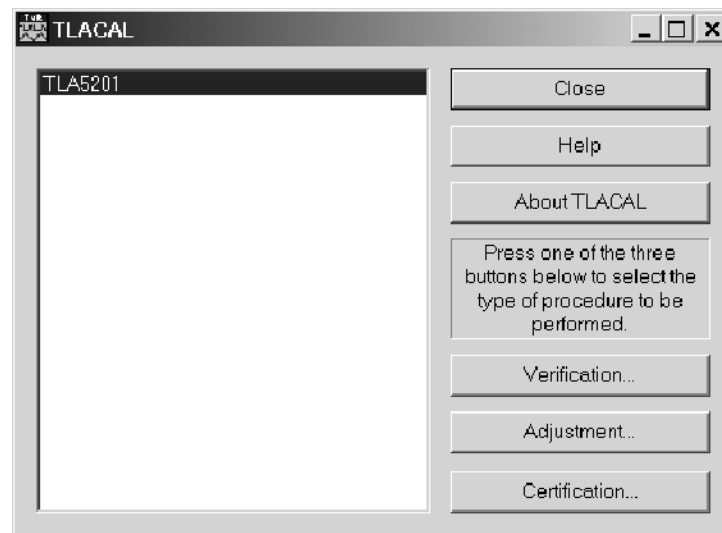 TLACAL
TLA5201
Close
Help
About TLACAL
Press one of the three
buttons below to select the
type of procedure to be
performed.
Verification...
Adjustment...
Certification...